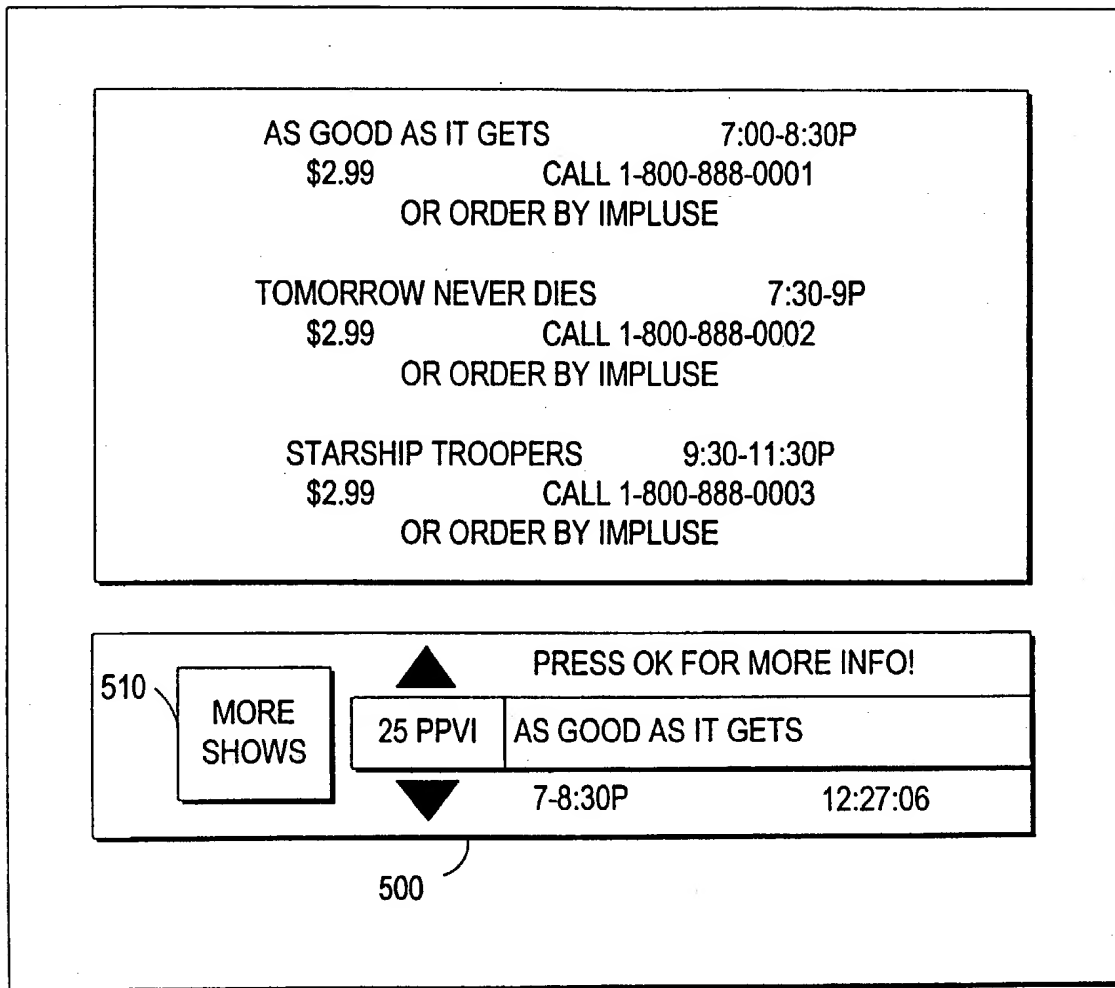 AS GOOD AS IT GETS 7:00-8:30P
$2.99 CALL 1-800-888-0001
OR ORDER BY IMPLUSE
TOMORROW NEVER DIES 7:30-9P
$2.99 CALL 1-800-888-0002
OR ORDER BY IMPLUSE
STARSHIP TROOPERS 9:30-11:30P
$2.99 CALL 1-800-888-0003
OR ORDER BY IMPLUSE
PRESS OK FOR MORE INFO!
510
MORE
SHOWS
25 PPVI AS GOOD AS IT GETS
7-8:30P 12:27:06
500